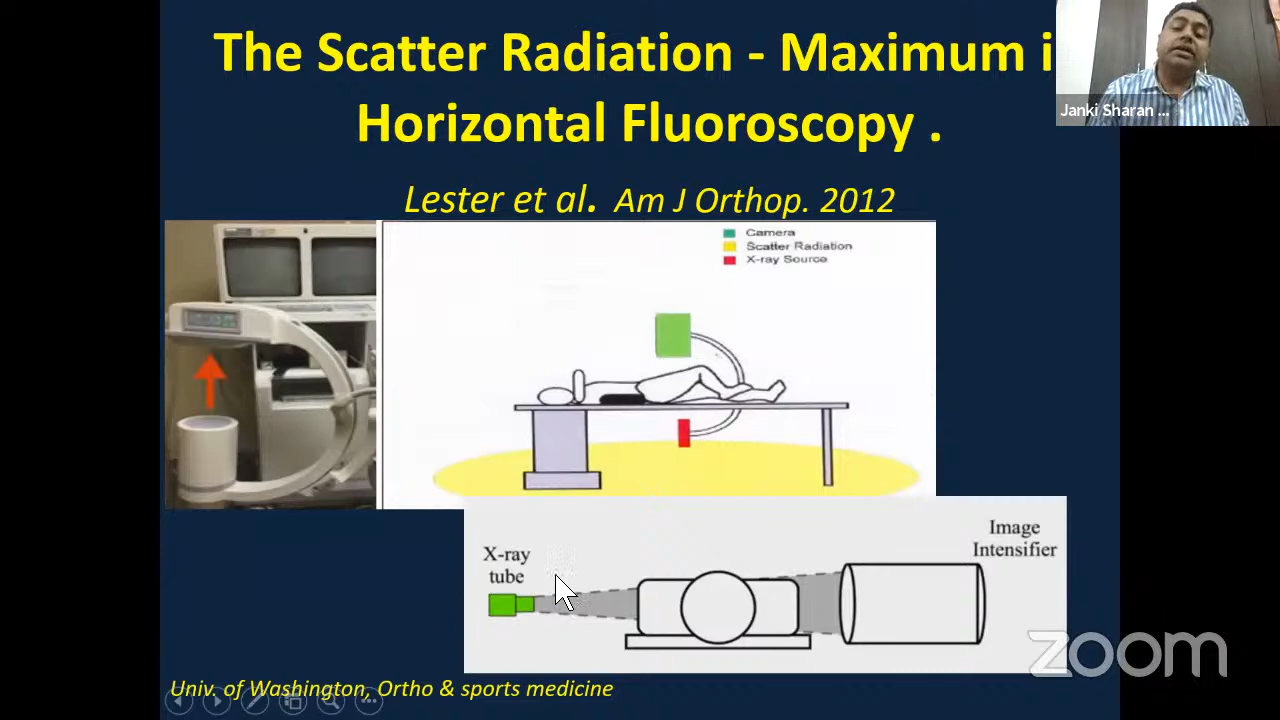 The Scatter Radiation - Maximum i
Horizontal Fluoroscopy .
Janki Sharan ...
Lester et al. Am J Orthop. 2012
Camera
Scatter Radiation
X-ray Source
X-ray
tube
Image
Intensifier
zoom
Univ. of Washington, Ortho & sports medicine